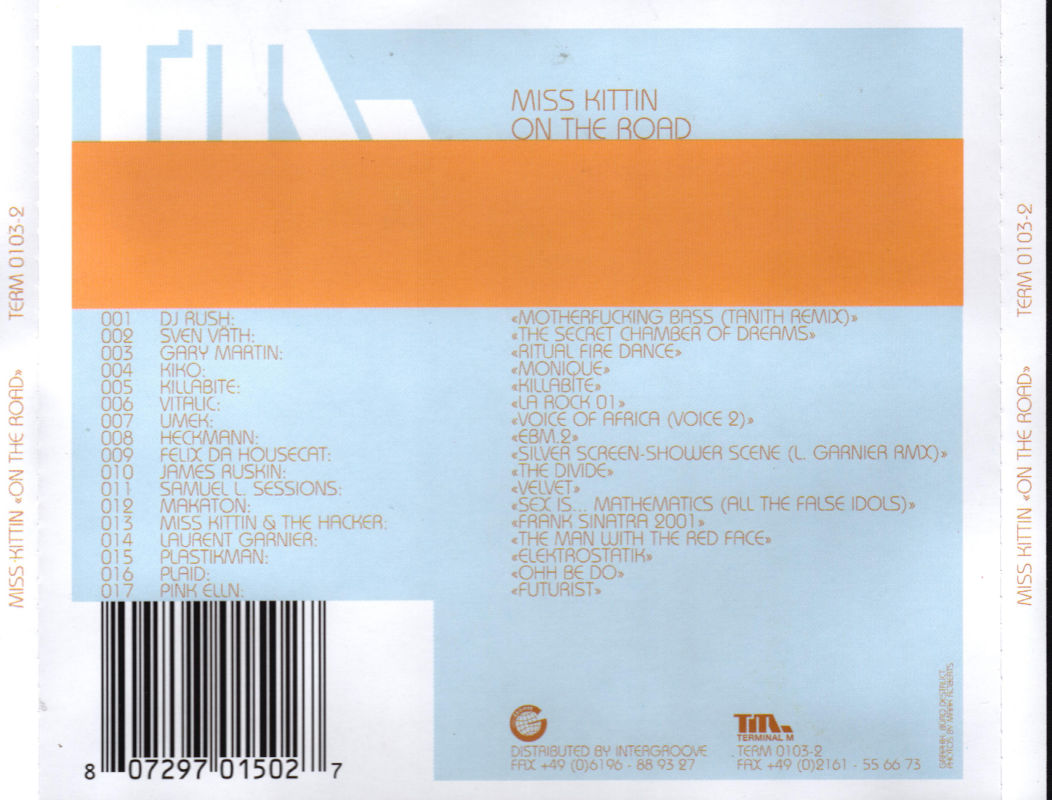 TM
MISS KITTIN
ON THE ROAD
001 DJ RUSH: «MOTHERFUCKING BASS (TANITH REMIX)»
002 SVEN VÄTH: «THE SECRET CHAMBER OF DREAMS»
003 GARY MARTIN: «RITUAL FIRE DANCE»
004 KIKO: «MONIQUE»
005 KILLABITE: «KILLABITE»
006 VITALIC: «LA ROCK 01»
007 UMEK: «VOICE OF AFRICA (VOICE 2)»
008 HECKMANN: «EBM.2»
009 FELIX DA HOUSECAT: «SILVER SCREEN-SHOWER SCENE (L. GARNIER RMX)»
010 JAMES RUSKIN: «THE DIVIDE»
011 SAMUEL L. SESSIONS: «VELVET»
012 MAKATON: «SEX IS... MATHEMATICS (ALL THE FALSE IDOLS)»
013 MISS KITTIN & THE HACKER: «FRANK SINATRA 2001»
014 LAURENT GARNIER: «THE MAN WITH THE RED FACE»
015 PLASTIKMAN: «ELEKTROSTATIK»
016 PLAID: «OHH BE DO»
017 PINK ELLN: «FUTURIST»
8 07297 01502 7
DISTRIBUTED BY INTERGROOVE
FAX +49 (0)6196 - 88 93 27
TM
TERMINAL M
TERM 0103-2
FAX +49 (0)2161 - 55 66 73
PHOTOS BY MARK ROBERTS
MISS KITTIN «ON THE ROAD» TERM 0103-2
MISS KITTIN «ON THE ROAD» TERM 0103-2